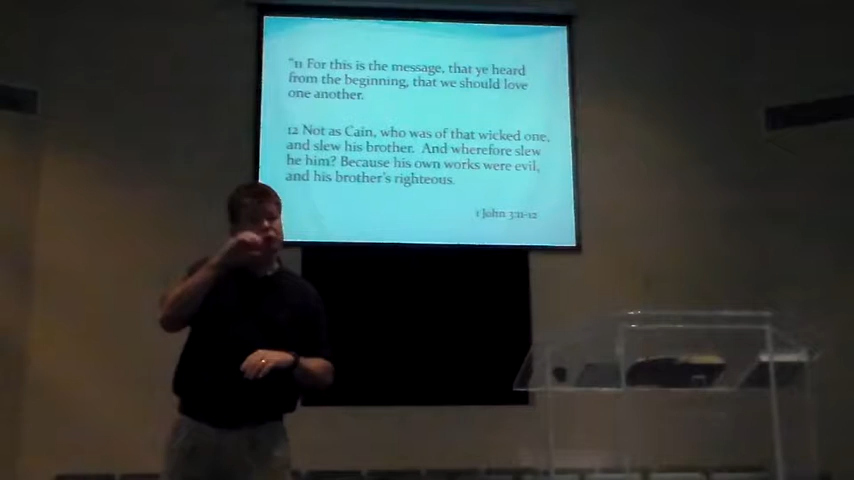 "11 For this is the message, that ye heard
from the beginning, that we should love
one another.
12 Not as Cain, who was of that wicked one,
and slew his brother. And wherefore slew
he him? Because his own works were evil,
and his brother's righteous.
1 John 3:11-12